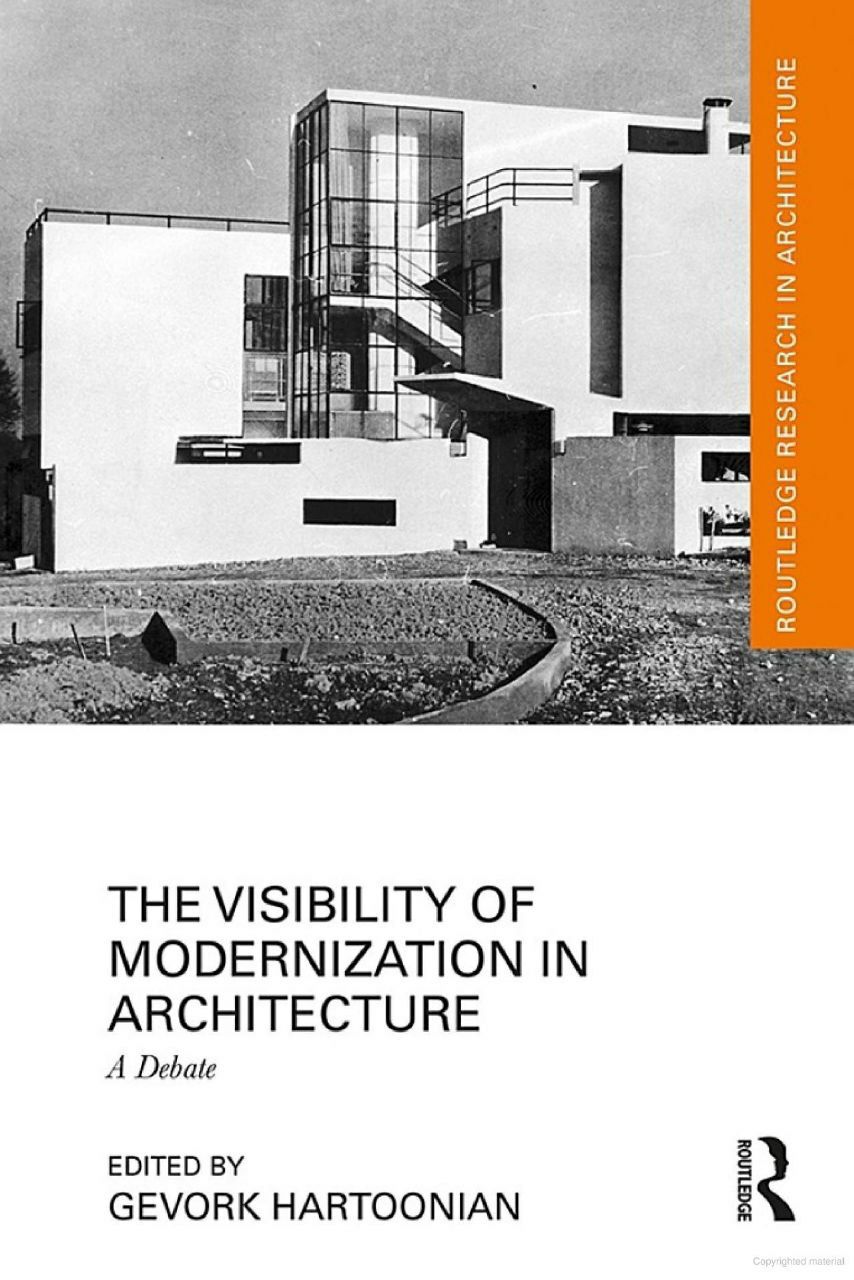 ROUTLEDGE RESEARCH IN ARCHITECTURE
THE VISIBILITY OF
MODERNIZATION IN
ARCHITECTURE
A Debate
EDITED BY
GEVORK HARTOONIAN
ROUTLEDGE
Copyrighted material